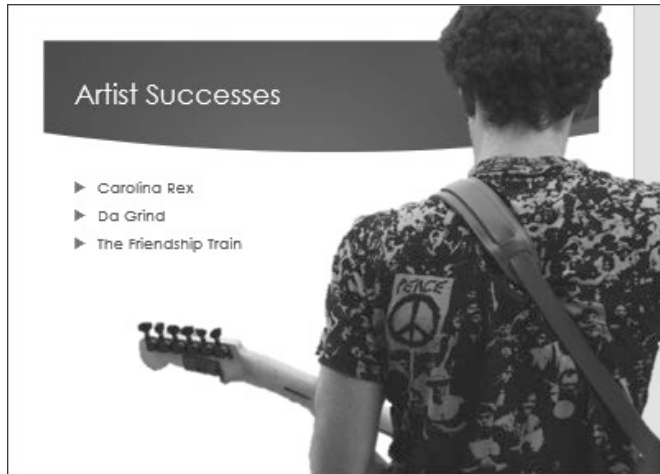 Artist Successes
Carolina Rex
Da Grind
The Friendship Train
PEACE